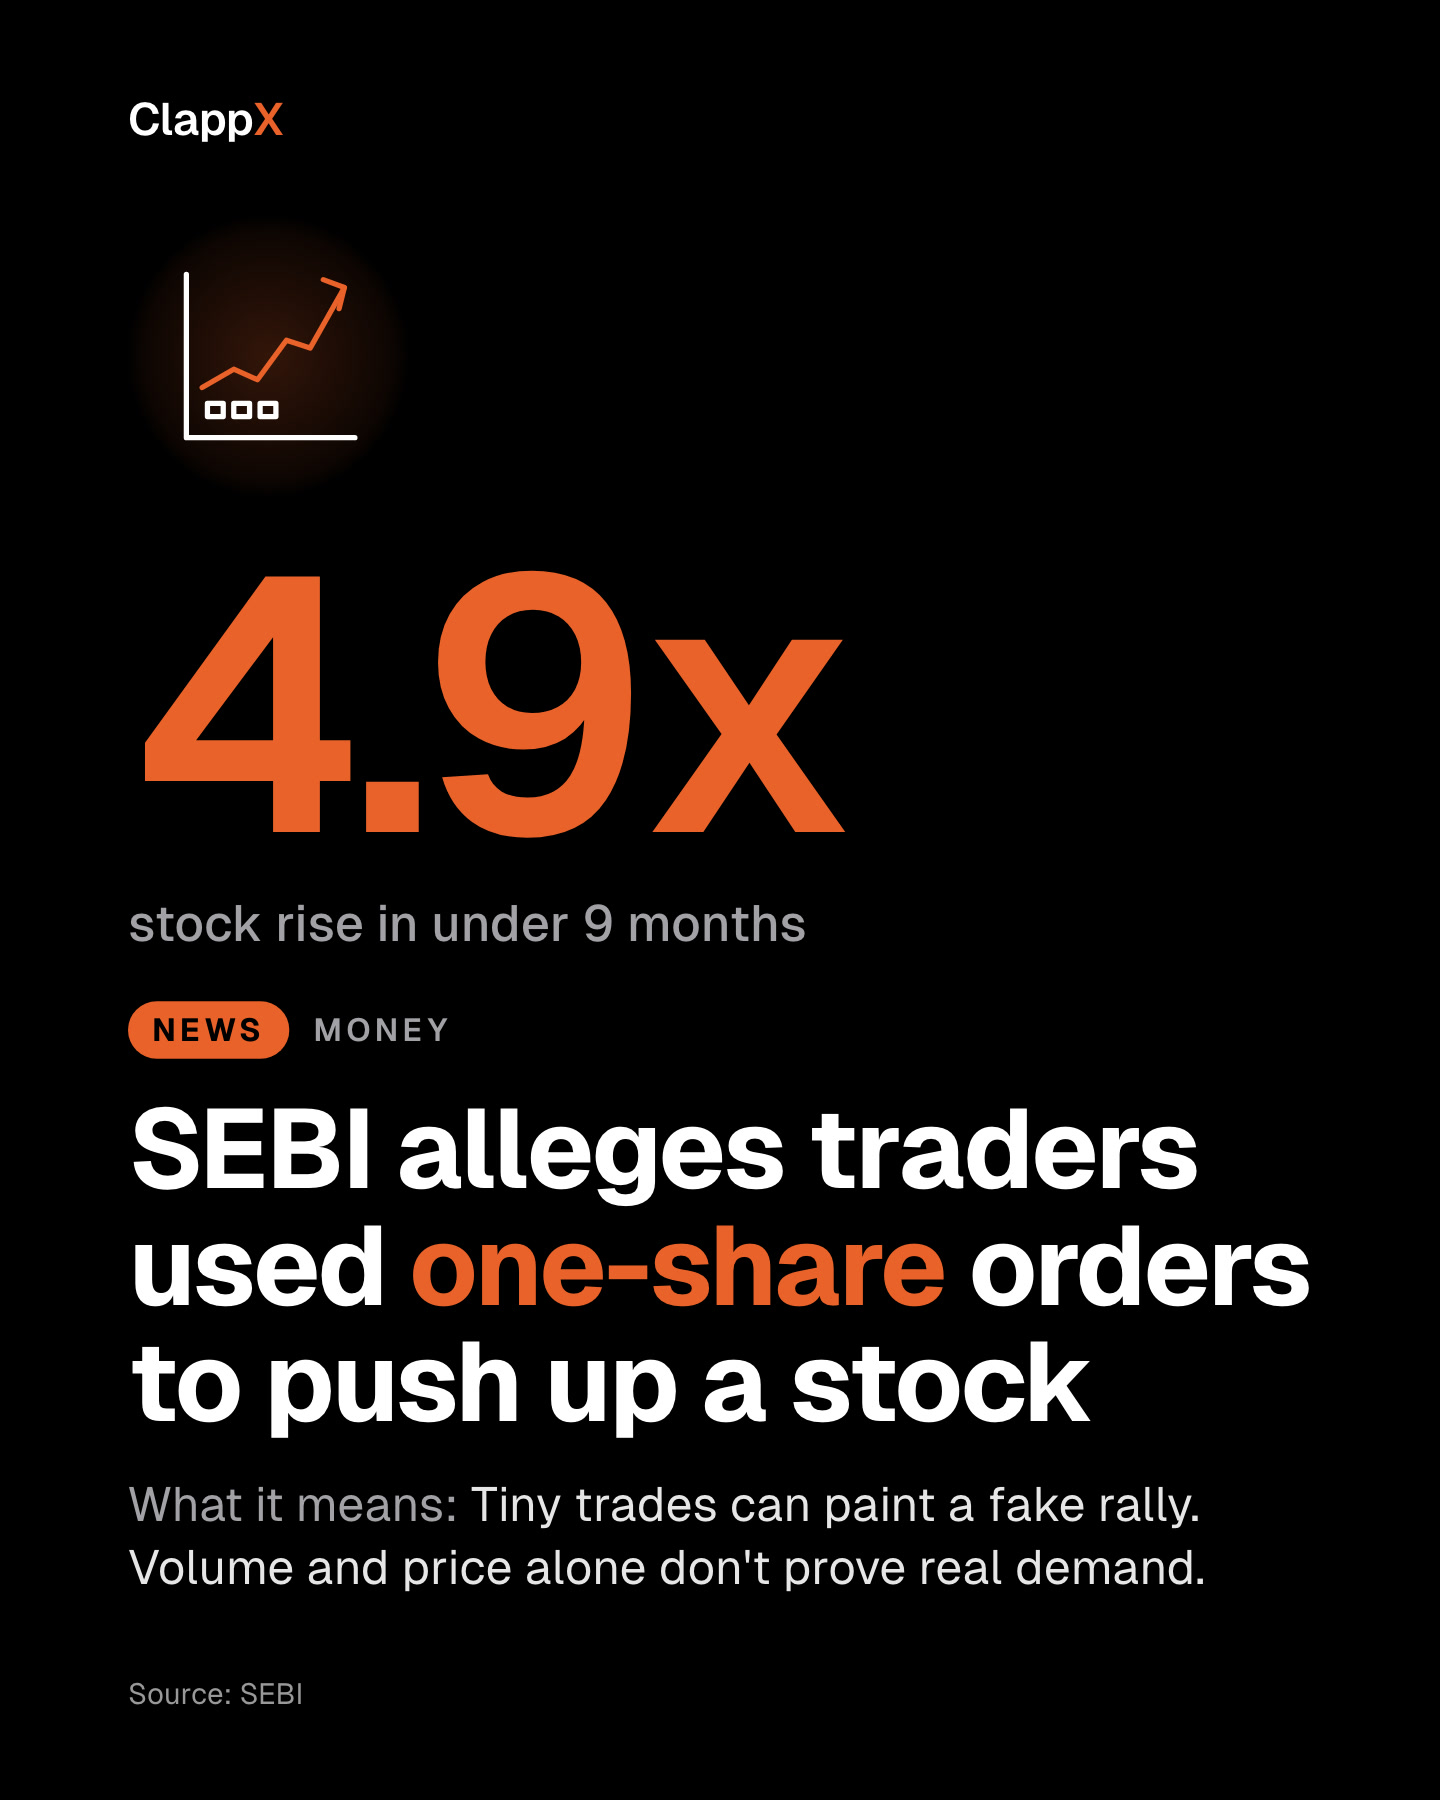 ClappX
4.9x
stock rise in under 9 months
NEWS MONEY
SEBI alleges traders
used one-share orders
to push up a stock
What it means: Tiny trades can paint a fake rally.
Volume and price alone don't prove real demand.
Source: SEBI